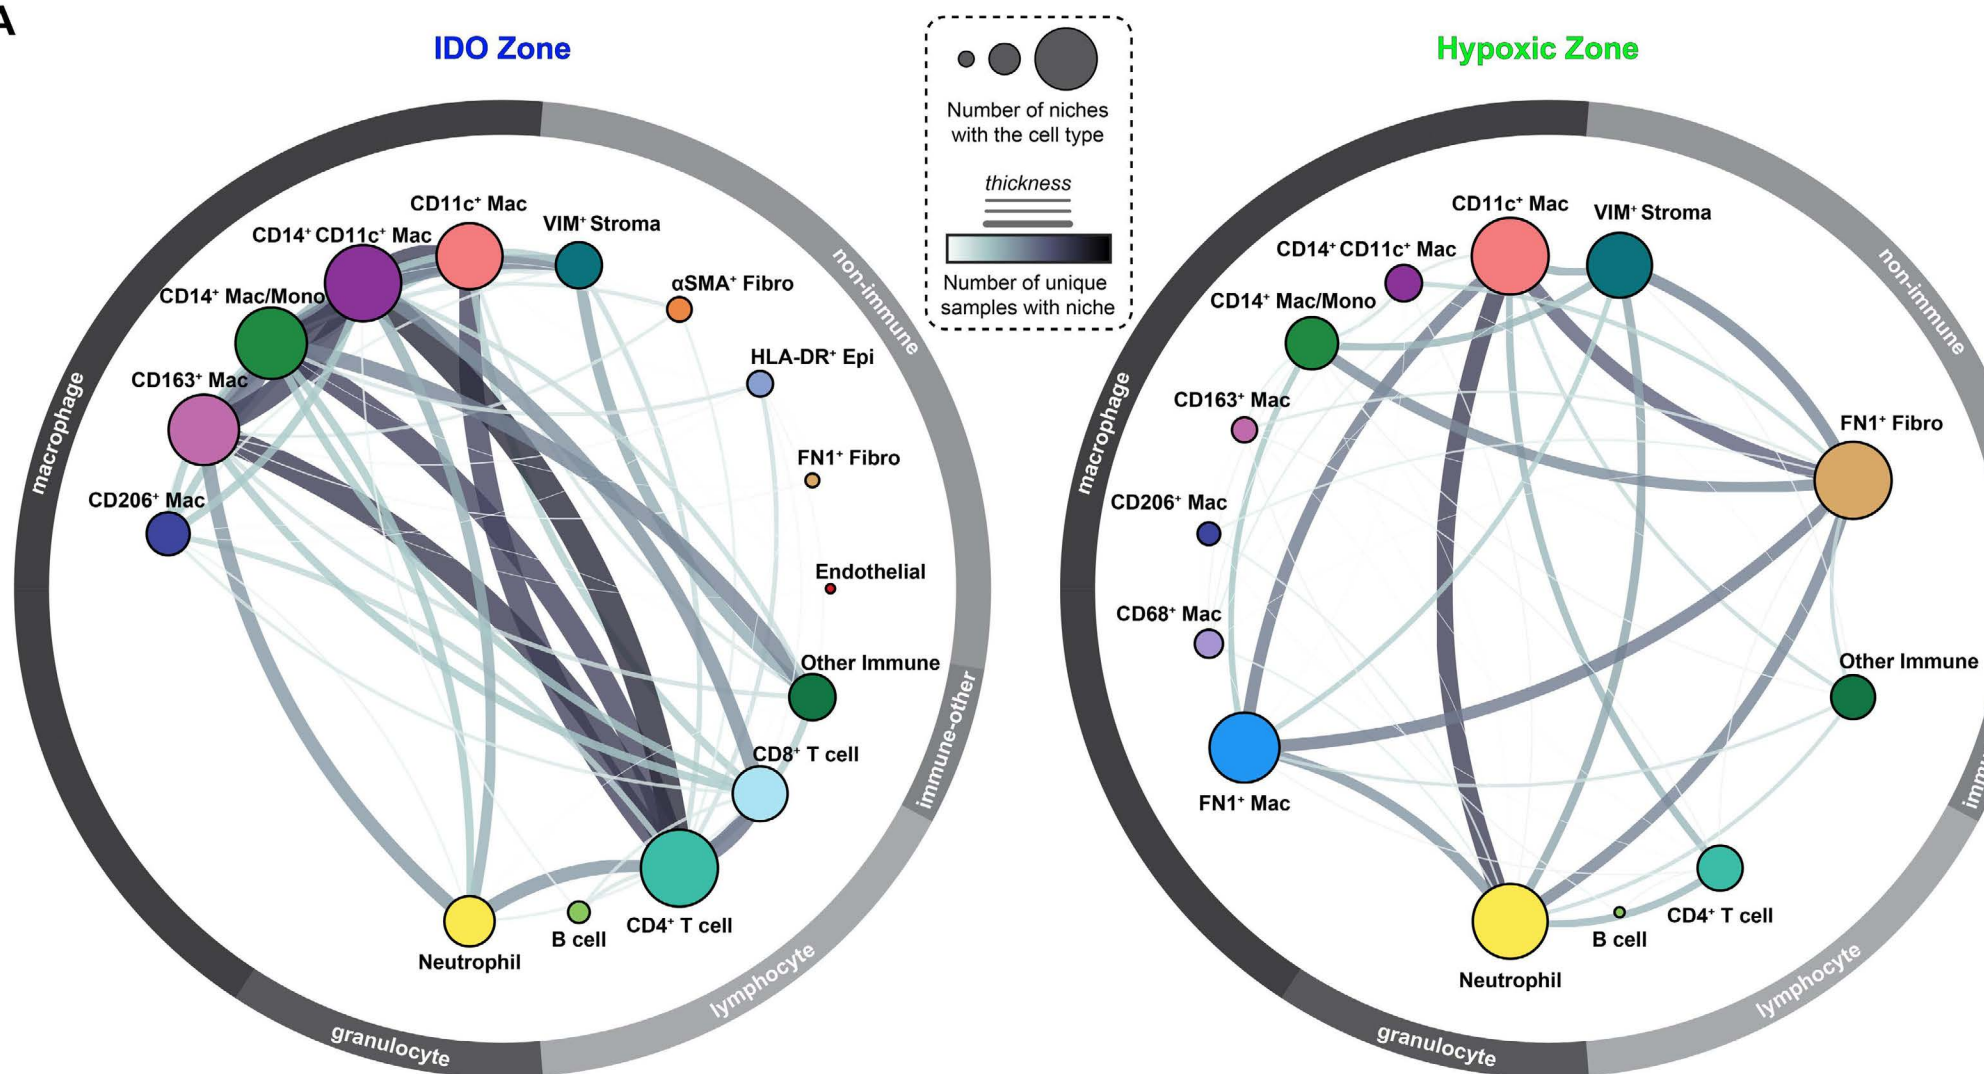 A
IDO Zone
Hypoxic Zone
Number of niches
with the cell type
thickness
Number of unique
samples with niche
macrophage
non-immune
immune-other
lymphocyte
granulocyte
CD11c⁺ Mac
VIM⁺ Stroma
CD14⁺ CD11c⁺ Mac
αSMA⁺ Fibro
CD14⁺ Mac/Mono
HLA-DR⁺ Epi
CD163⁺ Mac
FN1⁺ Fibro
CD206⁺ Mac
Endothelial
Other Immune
CD8⁺ T cell
CD4⁺ T cell
B cell
Neutrophil
macrophage
non-immune
lymphocyte
granulocyte
CD11c⁺ Mac
VIM⁺ Stroma
CD14⁺ CD11c⁺ Mac
CD14⁺ Mac/Mono
CD163⁺ Mac
FN1⁺ Fibro
CD206⁺ Mac
CD68⁺ Mac
Other Immune
FN1⁺ Mac
CD4⁺ T cell
B cell
Neutrophil